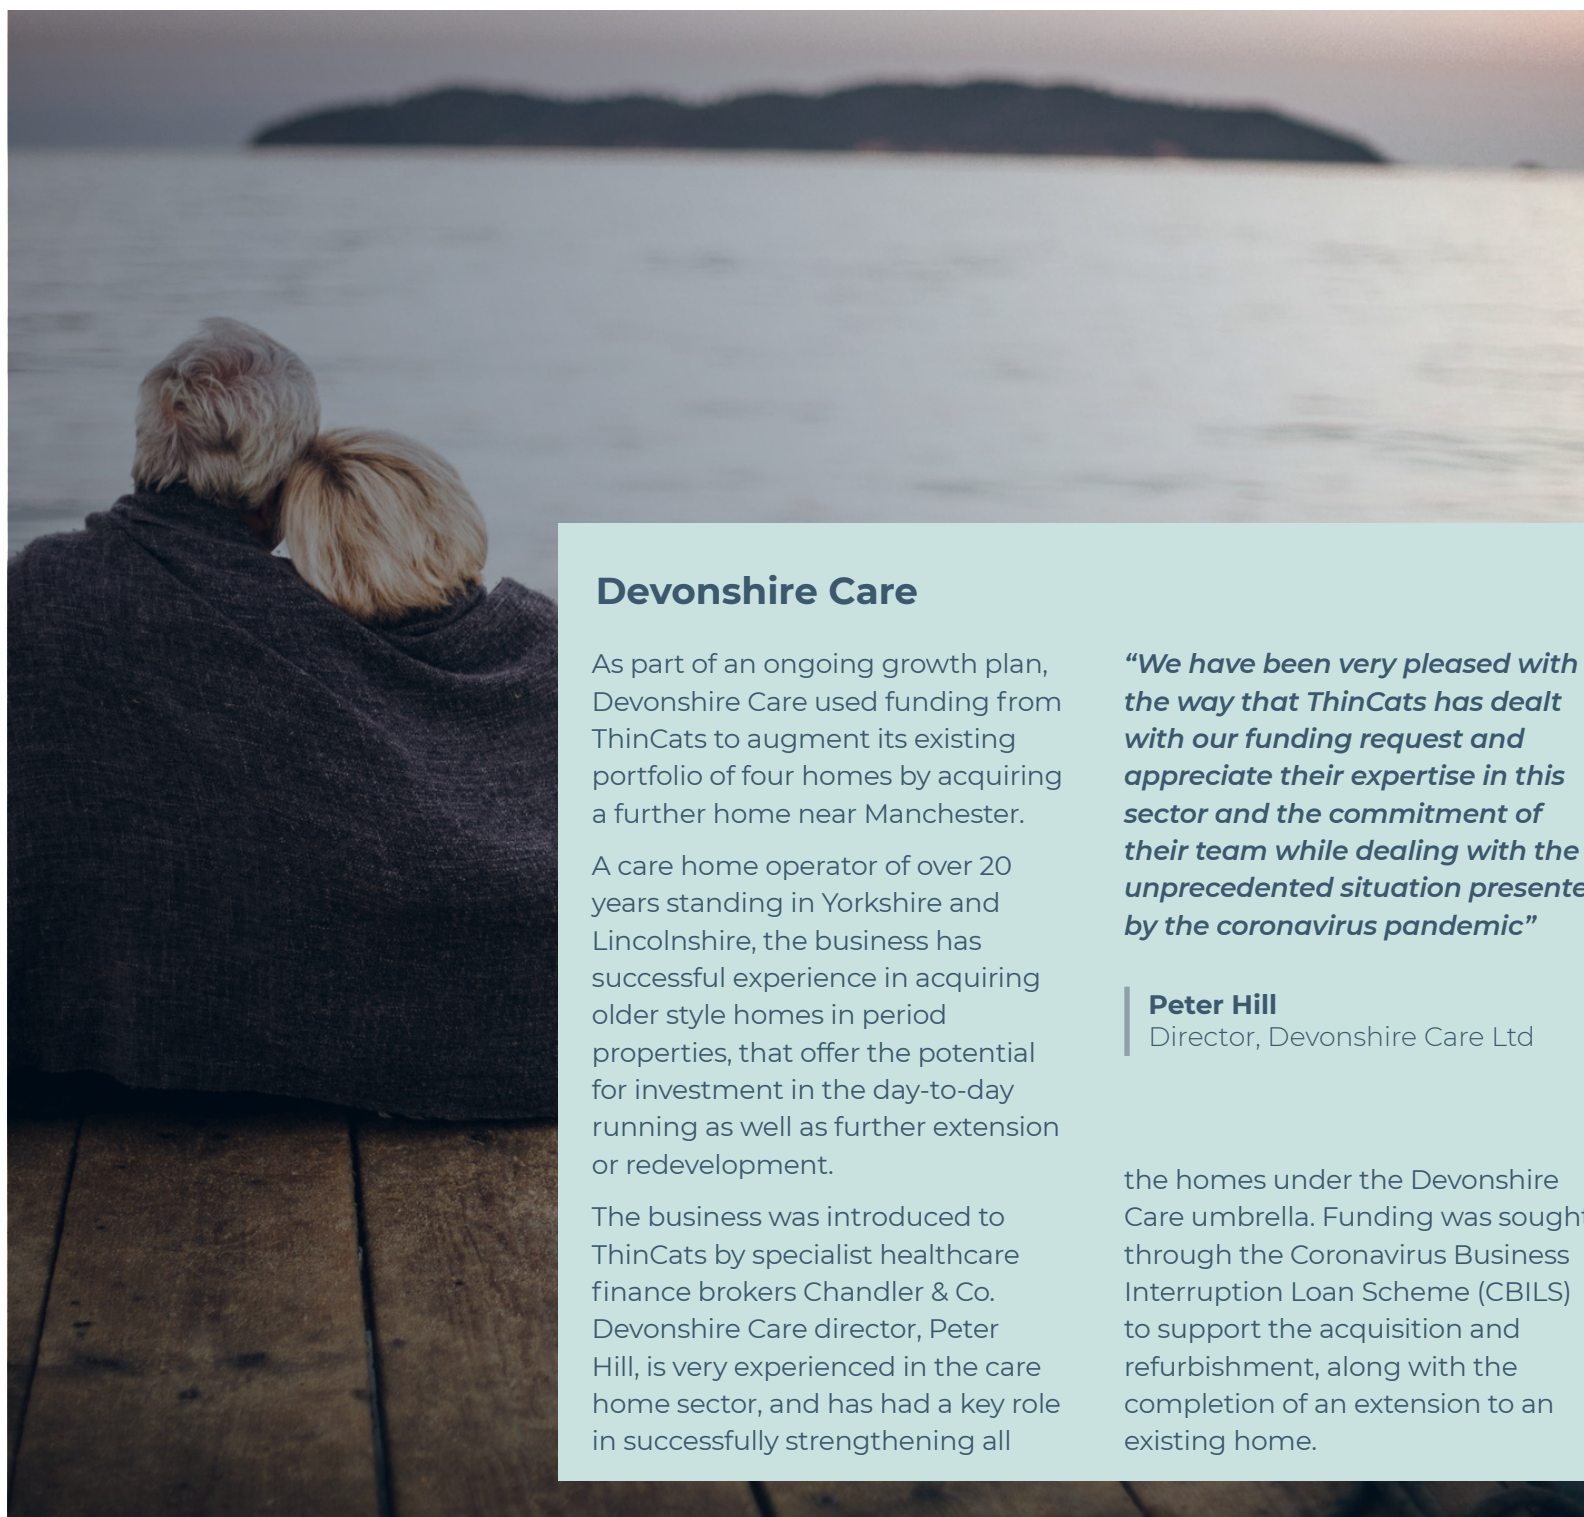 Devonshire Care
As part of an ongoing growth plan,
Devonshire Care used funding from
ThinCats to augment its existing
portfolio of four homes by acquiring
a further home near Manchester.
A care home operator of over 20
years standing in Yorkshire and
Lincolnshire, the business has
successful experience in acquiring
older style homes in period
properties, that offer the potential
for investment in the day-to-day
running as well as further extension
or redevelopment.
The business was introduced to
ThinCats by specialist healthcare
finance brokers Chandler & Co.
Devonshire Care director, Peter
Hill, is very experienced in the care
home sector, and has had a key role
in successfully strengthening all
“We have been very pleased with
the way that ThinCats has dealt
with our funding request and
appreciate their expertise in this
sector and the commitment of
their team while dealing with the
unprecedented situation presente
by the coronavirus pandemic”
Peter Hill
Director, Devonshire Care Ltd
the homes under the Devonshire
Care umbrella. Funding was sought
through the Coronavirus Business
Interruption Loan Scheme (CBILS)
to support the acquisition and
refurbishment, along with the
completion of an extension to an
existing home.